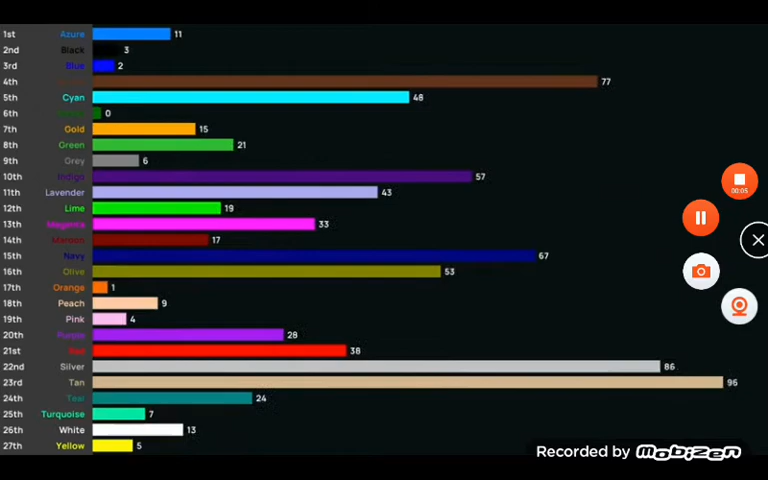 1st Azure 11
2nd Black 3
3rd Blue 2
4th 77
5th Cyan 48
6th 0
7th Gold 15
8th Green 21
9th Grey 6
10th Indigo 57
11th Lavender 43
12th Lime 19
13th Magenta 33
14th Maroon 17
15th Navy 67
16th Olive 53
17th Orange 1
18th Peach 9
19th Pink 4
20th Purple 28
21st Red 38
22nd Silver 86
23rd Tan 96
24th Teal 24
25th Turquoise 7
26th White 13
27th Yellow 5
00:05
Recorded by MOBIZEN